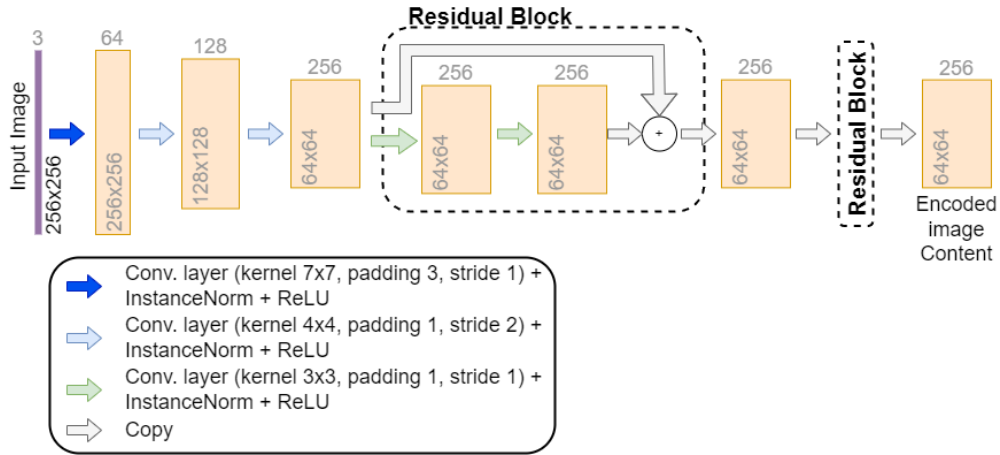 Residual Block
3
64
128
256
256
256
256
256
Input Image
256x256
256x256
128x128
64x64
64x64
64x64
+
64x64
Residual Block
64x64
Encoded
image
Content
Conv. layer (kernel 7x7, padding 3, stride 1) +
InstanceNorm + ReLU
Conv. layer (kernel 4x4, padding 1, stride 2) +
InstanceNorm + ReLU
Conv. layer (kernel 3x3, padding 1, stride 1) +
InstanceNorm + ReLU
Copy